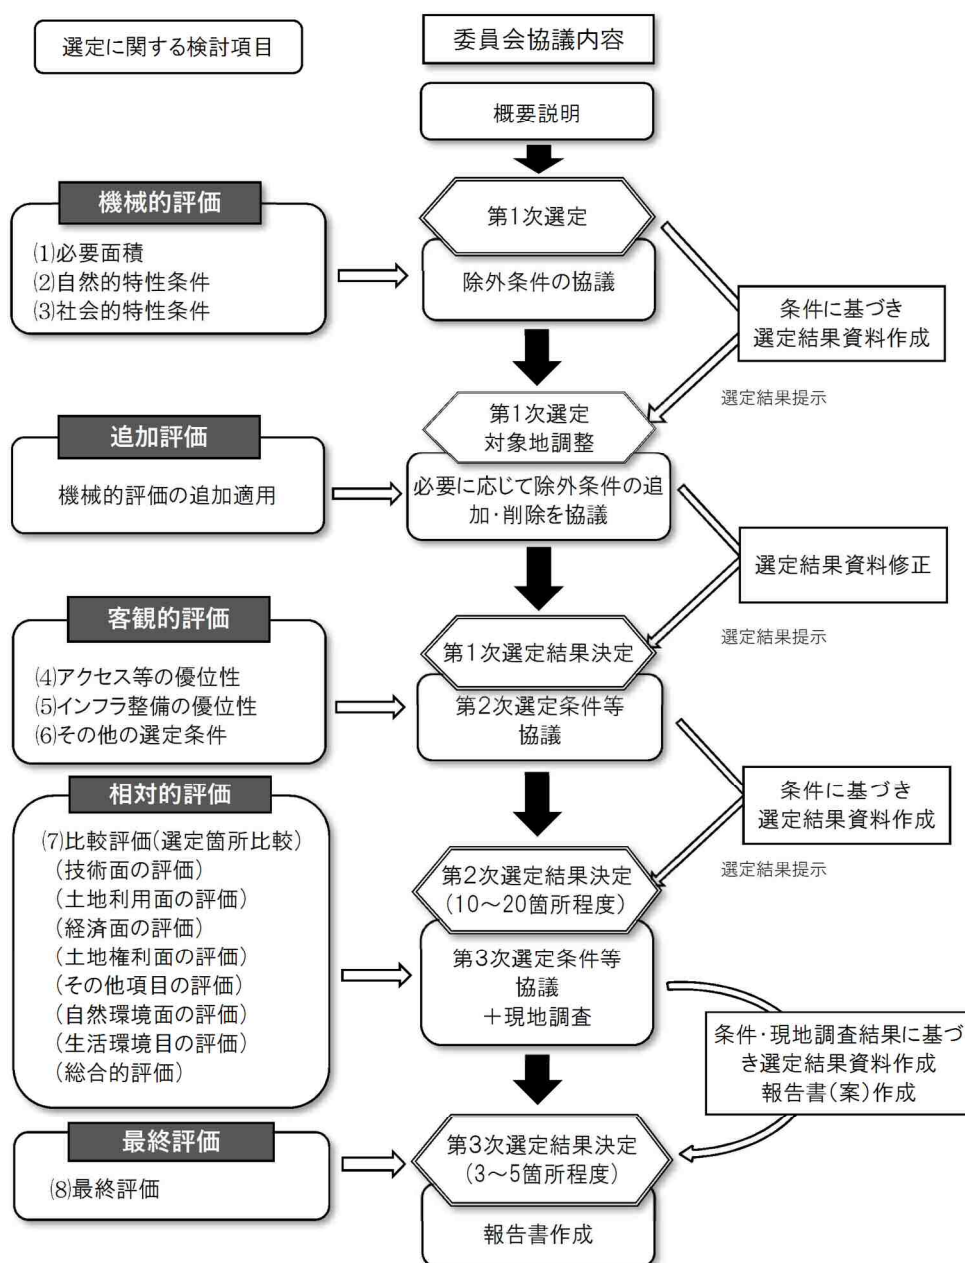 選定に関する検討項目
委員会協議内容
概要説明
機械的評価
⑴必要面積
⑵自然的特性条件
⑶社会的特性条件
第1次選定
除外条件の協議
条件に基づき
選定結果資料作成
選定結果提示
追加評価
機械的評価の追加適用
第1次選定
対象地調整
必要に応じて除外条件の追
加・削除を協議
選定結果資料修正
選定結果提示
客観的評価
⑷アクセス等の優位性
⑸インフラ整備の優位性
⑹その他の選定条件
第1次選定結果決定
第2次選定条件等
協議
条件に基づき
選定結果資料作成
選定結果提示
相対的評価
⑺比較評価(選定箇所比較)
(技術面の評価)
(土地利用面の評価)
(経済面の評価)
(土地権利面の評価)
(その他項目の評価)
(自然環境面の評価)
(生活環境目の評価)
(総合的評価)
第2次選定結果決定
(10～20箇所程度)
第3次選定条件等
協議
＋現地調査
条件・現地調査結果に基づ
き選定結果資料作成
報告書(案)作成
最終評価
⑻最終評価
第3次選定結果決定
(3～5箇所程度)
報告書作成